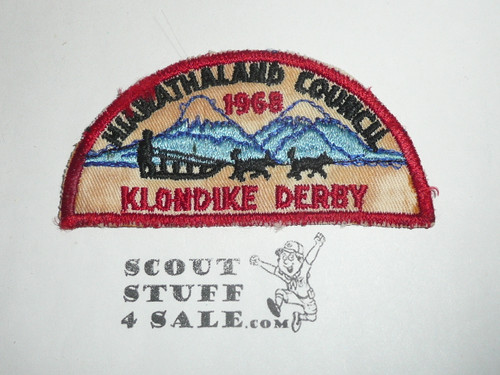 HIAWATHALAND COUNCIL
1968
KLONDIKE DERBY
SCOUT
STUFF
4 SALE.COM